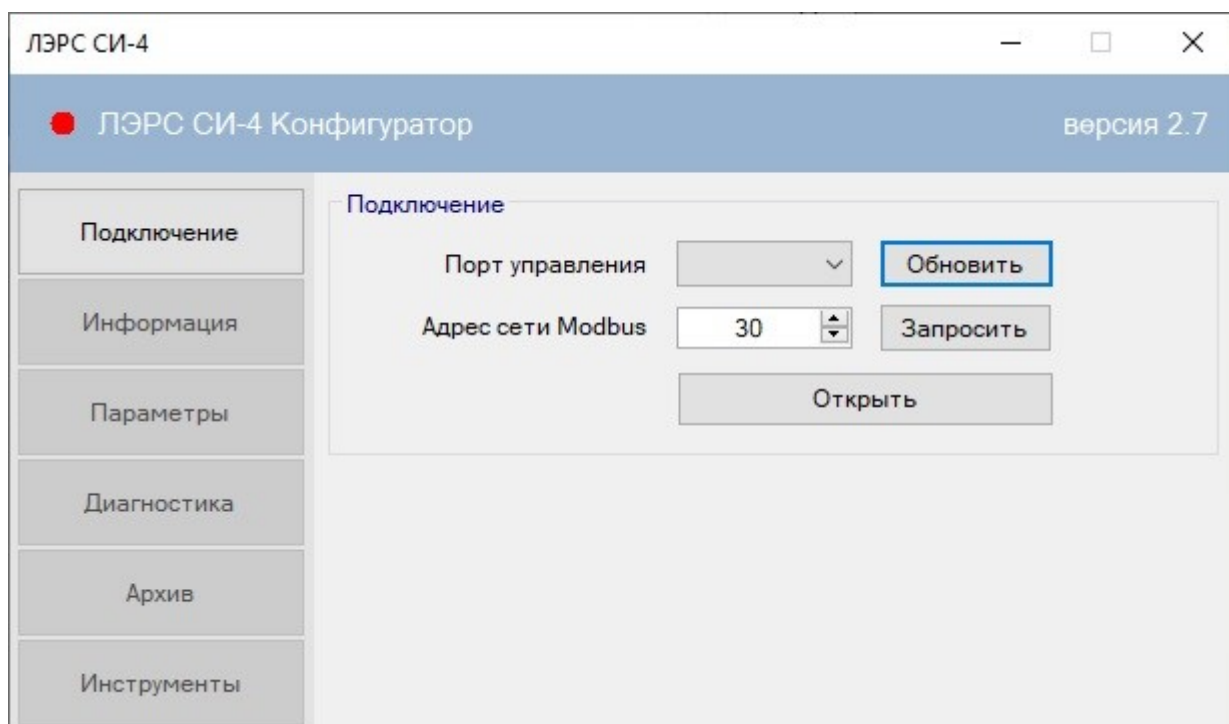 ЛЭРС СИ-4
ЛЭРС СИ-4 Конфигуратор
версия 2.7
Подключение
Информация
Параметры
Диагностика
Архив
Инструменты
Подключение
Порт управления
Обновить
Адрес сети Modbus
30
Запросить
Открыть